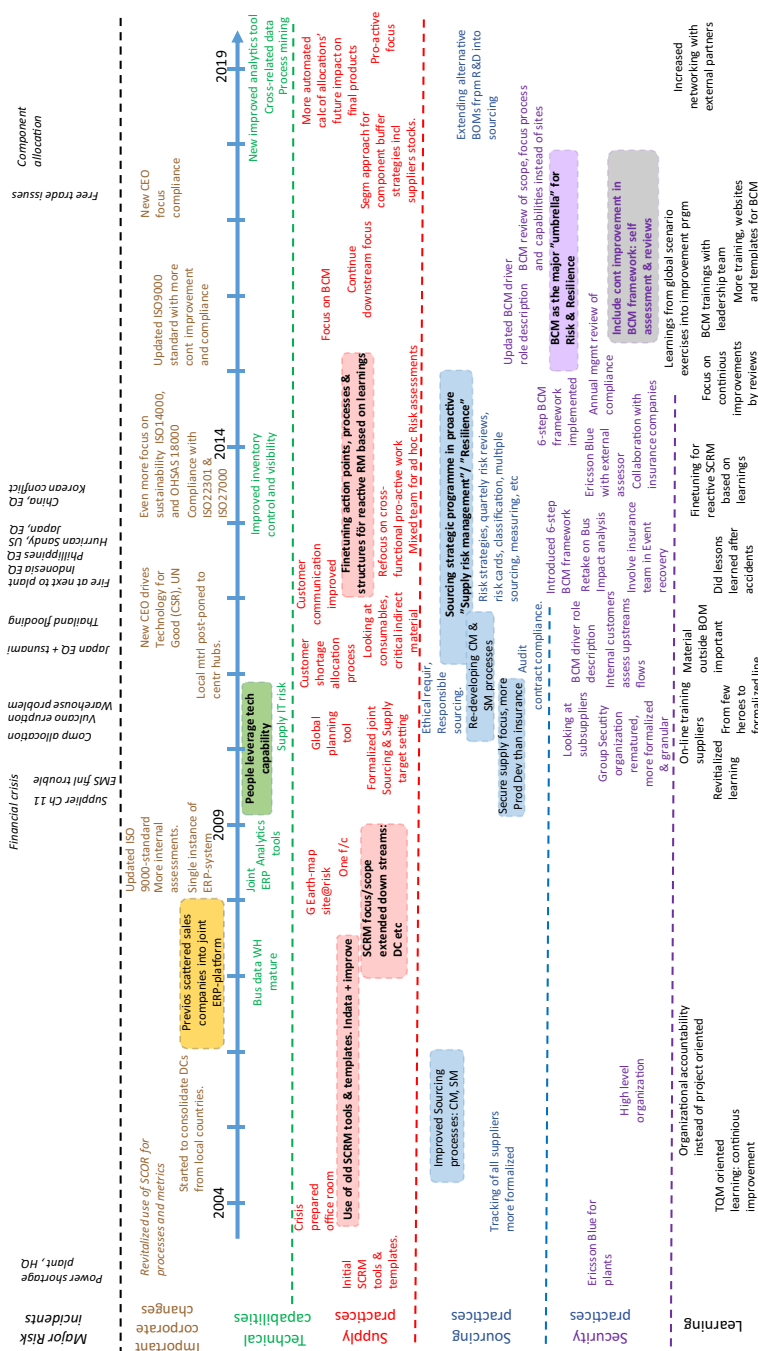 Major Risk
incidents
Power shortage
plant, HQ
Financial crisis
Supplier Ch 11
EMS fnl trouble
Comp allocation
Vulcano eruption
Warehouse problem
Japan EQ + tsunami
Thailand flooding
Fire at next to plant
Indonesia EQ
Phillippines EQ
Hurrican Sandy, US
Japan, EQ
China, EQ,
Korean conflict
Free trade issues
Component
allocation
Important
corporate
changes
Revitalized use of SCOR for
processes and metrics
Started to consolidate DCs
from local countries.
Previos scattered sales
companies into joint
ERP-platform
Updated ISO
9000-standard
More internal
assessments.
Single instance of
ERP-system
New CEO drives
Technology for
Good (CSR), UN
Local mtrl post-poned to
centr hubs.
Even more focus on
sustainability ISO14000,
and OHSAS 18000
Compliance with
ISO22301 &
ISO27000
Updated ISO9000
standard with more
cont improvement
and compliance
New CEO
focus
compliance
2004
2009
2014
2019
Technical
capabilities
Bus data WH
mature
Joint Analytics
ERP tools
People leverage tech
capability
Supply IT risk
Improved inventory
control and visibility
New improved analytics tool
Cross-related data
Process mining
Supply
practices
Initial
SCRM
tools &
templates.
Crisis
prepared
office room
Use of old SCRM tools & templates. Indata + improve
G Earth-map
site@risk
One f/c
SCRM focus/scope
extended down streams:
DC etc
Global
planning
tool
Formalized joint
Sourcing & Supply
target setting
Customer
shortage
allocation
process
Customer
communication
improved
Looking at
consumables,
critical indirect
material
Finetuning action points, processes &
structures for reactive RM based on learnings
Refocus on cross-
functional pro-active work
Mixed team for ad hoc Risk assessments
Focus on BCM
Continue
downstream focus
Segm approach for
component buffer
strategies incl
suppliers stocks.
More automated
calc of allocations'
future impact on
final products
Pro-active
focus
Sourcing
practices
Tracking of all suppliers
more formalized
Improved Sourcing
processes: CM, SM
Secure supply focus, more
Prod Dev than insurance
Ethical requir,
Responsible
sourcing.
Re-developing CM &
SM processes
Audit
contract compliance.
Sourcing strategic programme in proactive
"Supply risk management"/ "Resilience"
Risk strategies, quartely risk reviews,
risk cards, classification, multiple
sourcing, measuring, etc
Extending alternative
BOMs frpm R&D into
sourcing
Security
practices
Ericsson Blue for
plants
High level
organization
Looking at
subsuppliers
Group Secutity
organization
rematured,
more formalized
& granular
BCM driver role
description
Internal customers
assess upstreams
flows
Introduced 6-step
BCM framework
Retake on Bus
Impact analysis
Involve insurance
team in Event
recovery
6-step BCM
framework
implemented
Ericsson Blue
with external
assessor
Collaboration with
insurance companies
Annual mgmt review of
compliance
Updated BCM driver
role description
BCM review of scope, focus process
and capabilities instead of sites
BCM as the major "umbrella" for
Risk & Resilience
Include cont improvement in
BCM framework: self
assessment & reviews
Learning
TQM oriented
learning: continious
improvement
Organizational accountability
instead of project oriented
On-line training
suppliers
Revitilized
learning
From few
heroes to
formalized line
Material
outside BOM
important
Did lessons
learned after
accidents
Finetuning for
reactive SCRM
based on
learnings
Focus on
continious
improvements
by reviews
Learnings from global scenario
exercises into improvement prgm
BCM trainings with
leadership team
More training, websites
and templates for BCM
Increased
networking with
external partners